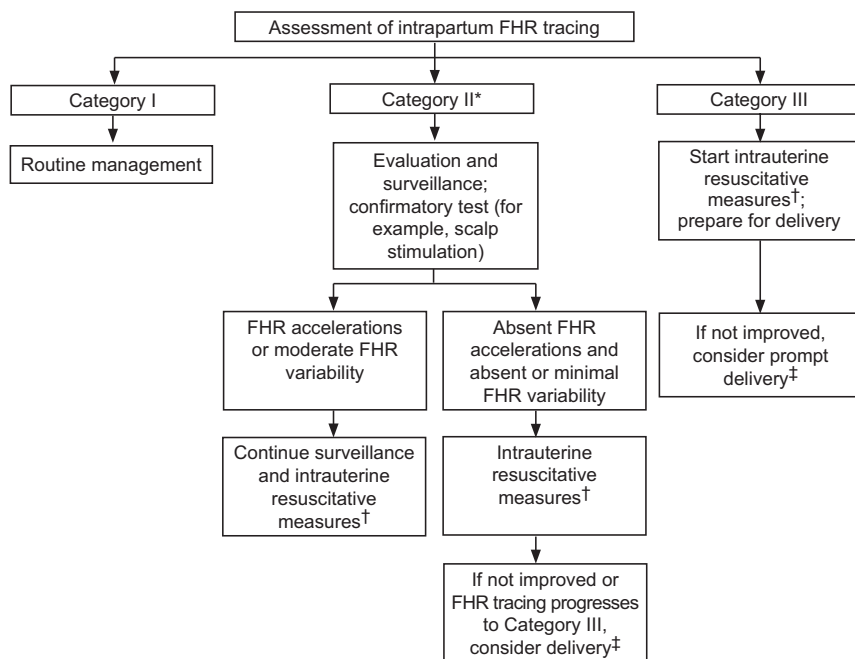 Assessment of intrapartum FHR tracing
Category I
Category II*
Category III
Routine management
Evaluation and
surveillance;
confirmatory test (for
example, scalp
stimulation)
Start intrauterine
resuscitative
measures†;
prepare for delivery
FHR accelerations
or moderate FHR
variability
Absent FHR
accelerations and
absent or minimal
FHR variability
If not improved,
consider prompt
delivery‡
Continue surveillance
and intrauterine
resuscitative
measures†
Intrauterine
resuscitative
measures†
If not improved or
FHR tracing progresses
to Category III,
consider delivery‡